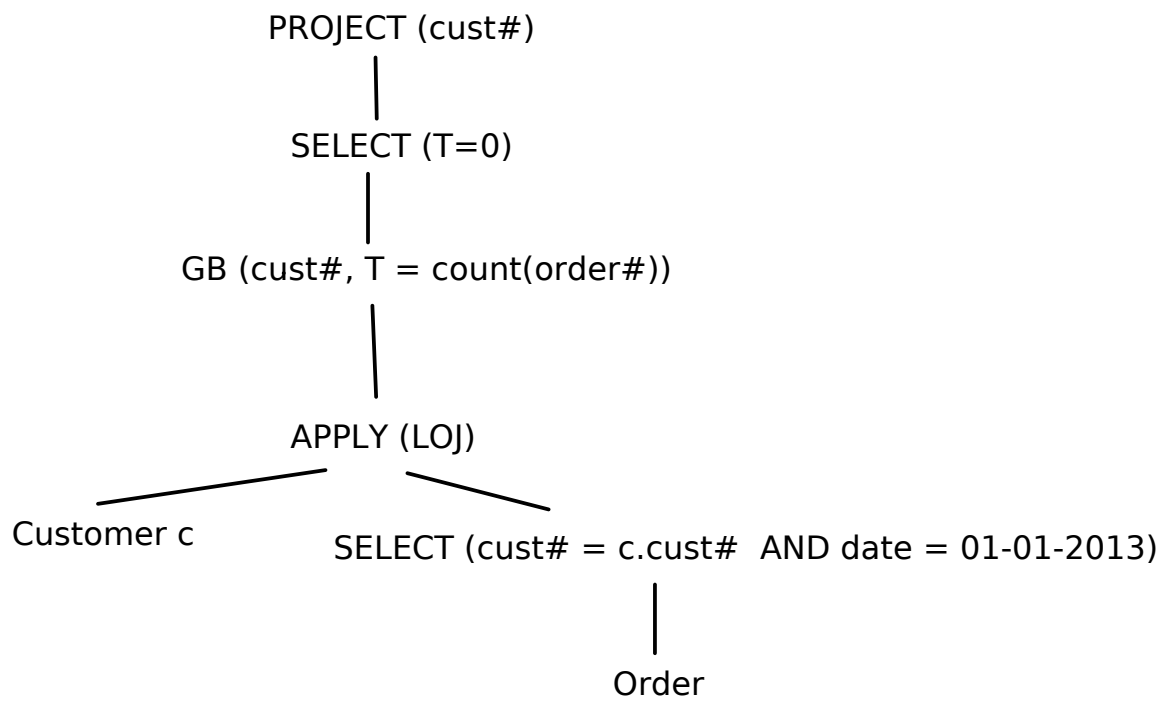 PROJECT (cust#)
SELECT (T=0)
GB (cust#, T = count(order#))
APPLY (LOJ)
Customer c
SELECT (cust# = c.cust#  AND date = 01-01-2013)
Order